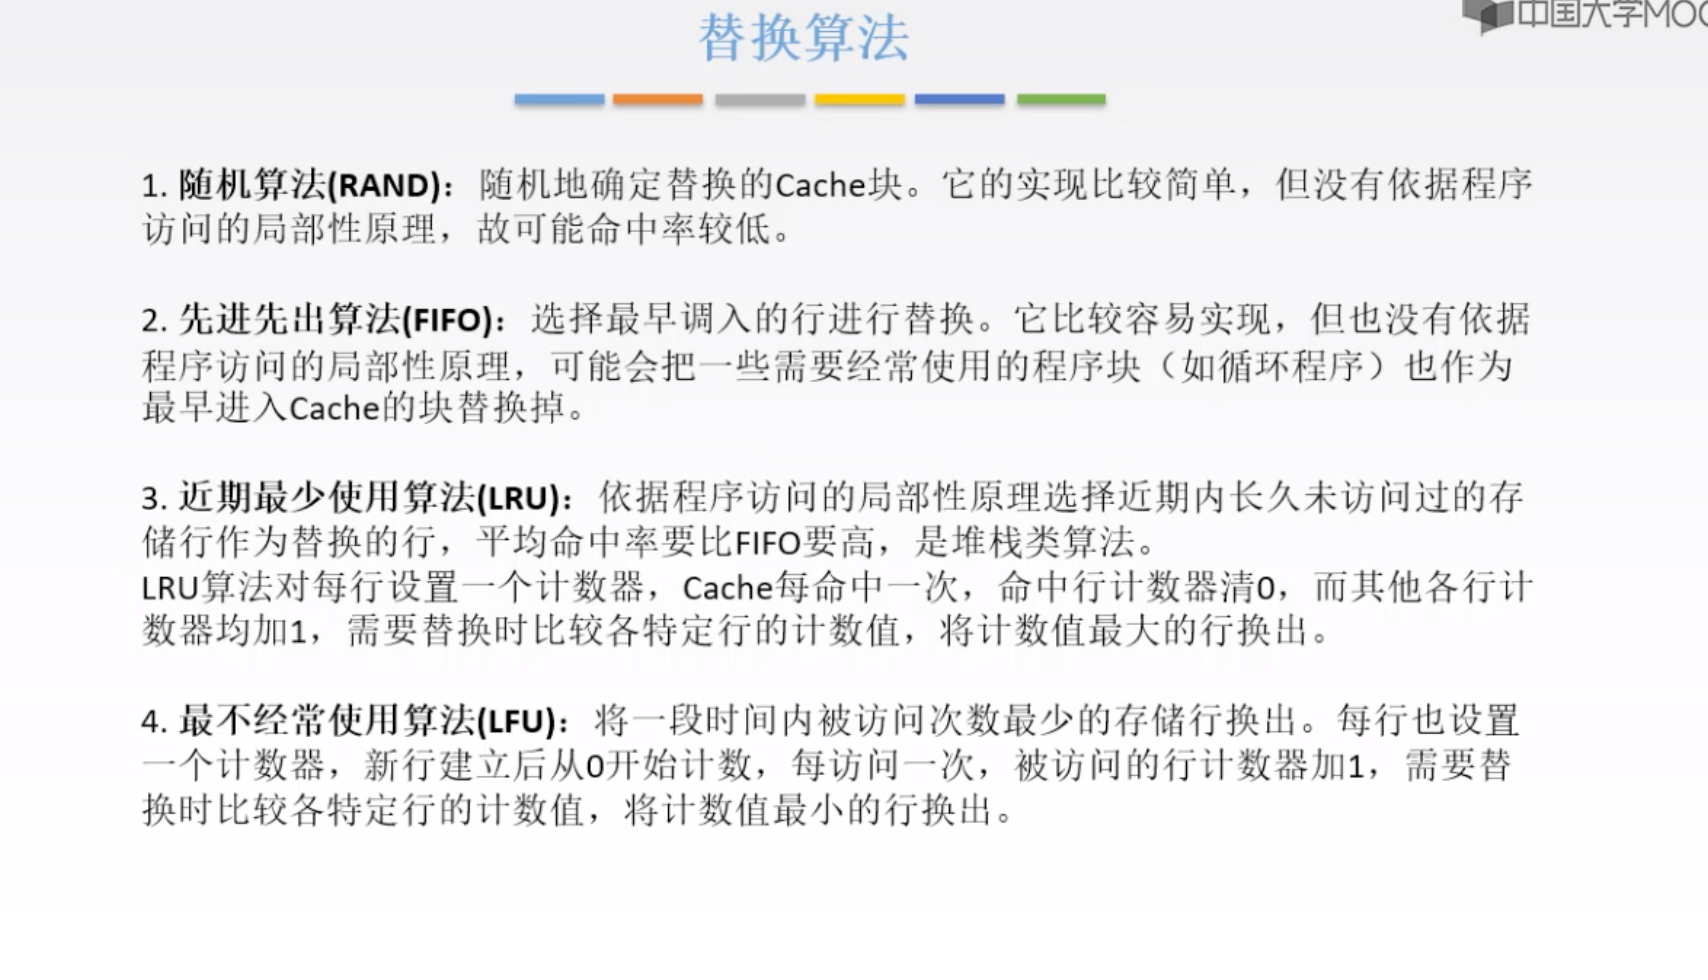 中国大学MOO
替换算法
1. 随机算法(RAND)：随机地确定替换的Cache块。它的实现比较简单，但没有依据程序
访问的局部性原理，故可能命中率较低。
2. 先进先出算法(FIFO)：选择最早调入的行进行替换。它比较容易实现，但也没有依据
程序访问的局部性原理，可能会把一些需要经常使用的程序块（如循环程序）也作为
最早进入Cache的块替换掉。
3. 近期最少使用算法(LRU)：依据程序访问的局部性原理选择近期内长久未访问过的存
储行作为替换的行，平均命中率要比FIFO要高，是堆栈类算法。
LRU算法对每行设置一个计数器，Cache每命中一次，命中行计数器清0，而其他各行计
数器均加1，需要替换时比较各特定行的计数值，将计数值最大的行换出。
4. 最不经常使用算法(LFU)：将一段时间内被访问次数最少的存储行换出。每行也设置
一个计数器，新行建立后从0开始计数，每访问一次，被访问的行计数器加1，需要替
换时比较各特定行的计数值，将计数值最小的行换出。